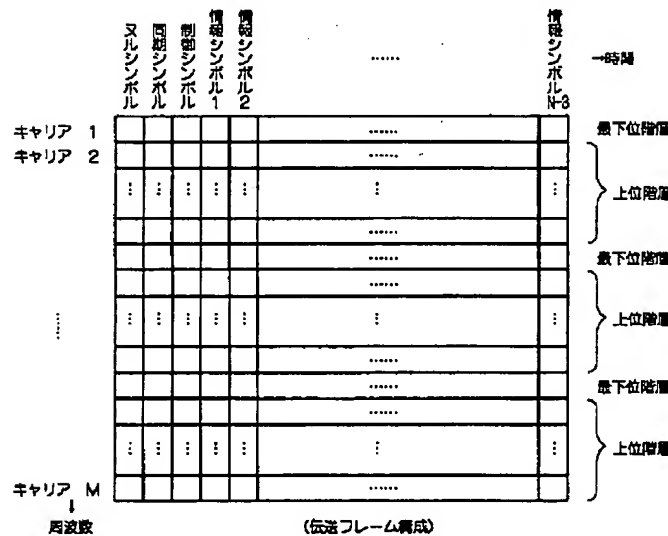 ヌルシンボル
同期シンボル
制御シンボル
情報シンボル1
情報シンボル2
……
情報シンボルN-3
→時間
キャリア 1
…… 最下位階層
キャリア 2
……
上位階層
……
…… 最下位階層
……
上位階層
……
…… 最下位階層
……
上位階層
キャリア M
……
↓
周波数
(伝送フレーム構成)